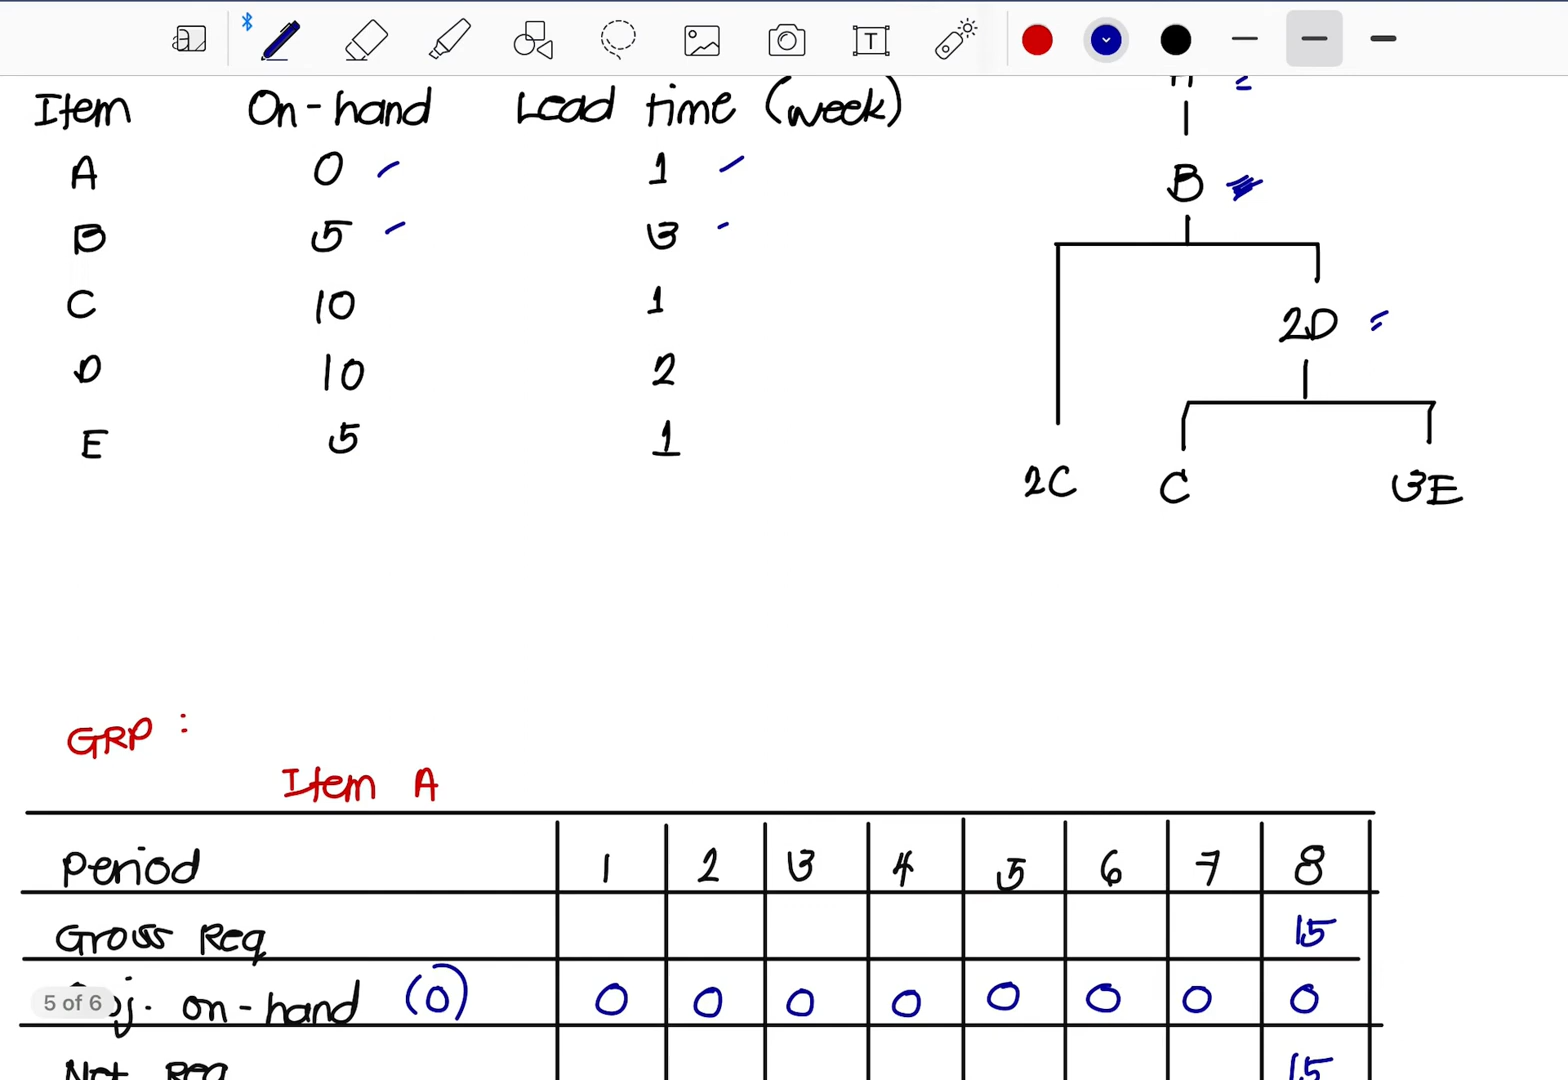 Item On-hand Lead time (week)
A 0 1
B 5 3
C 10 1
D 10 2
E 5 1
B
2D
2C C 3E
GRP :
Item A
Period 1 2 3 4 5 6 7 8
Gross Req 15
on-hand (0) 0 0 0 0 0 0 0 0
5 of 6
Net Req 15